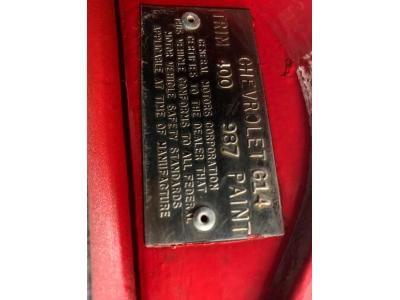 CHEVROLET G14
TRIM 400 987 PAINT
GENERAL MOTORS CORPORATION
CERTIFIES TO THE DEALER THAT
THIS VEHICLE CONFORMS TO ALL FEDERAL
MOTOR VEHICLE SAFETY STANDARDS
APPLICABLE AT TIME OF MANUFACTURE